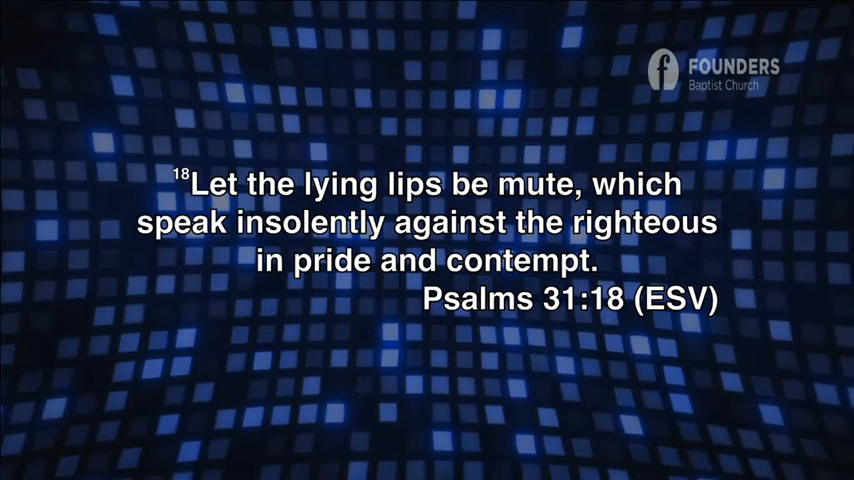 FOUNDERS
Baptist Church
18Let the lying lips be mute, which
speak insolently against the righteous
in pride and contempt.
Psalms 31:18 (ESV)